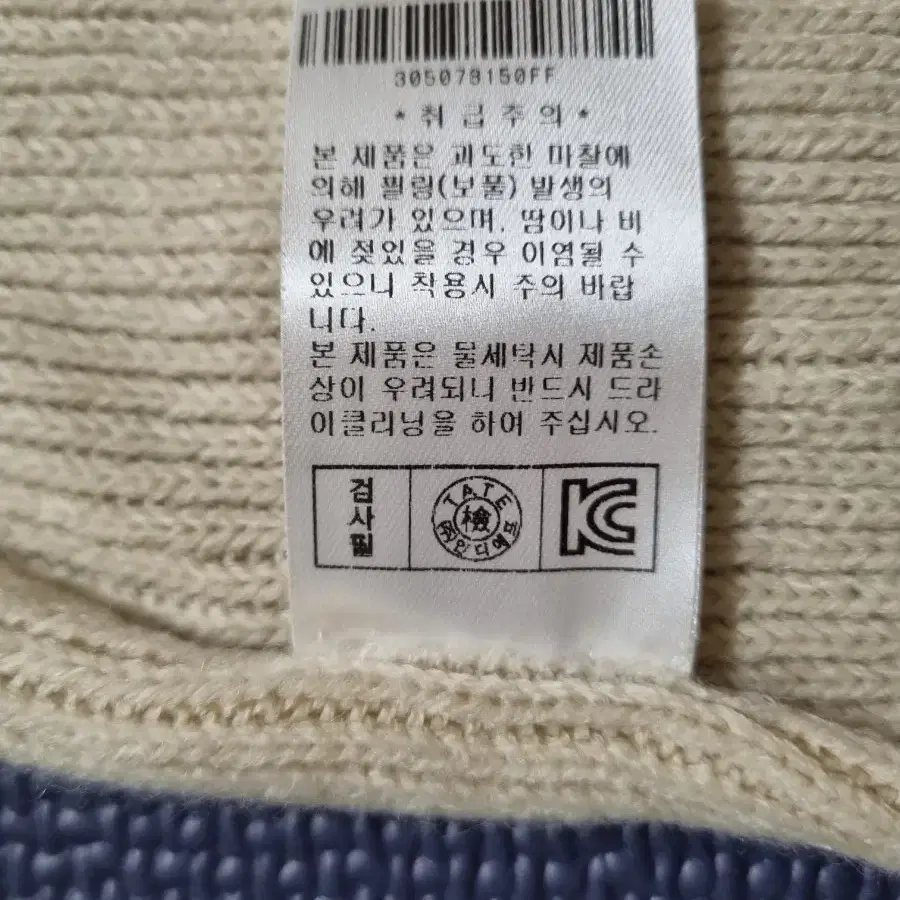 305078150FF
*취급주의*
본 제품은 과도한 마찰에
의해 필링(보풀) 발생의
우려가 있으며, 땀이나 비
에 젖었을 경우 이염될 수
있으니 착용시 주의 바랍
니다.
본 제품은 물세탁시 제품손
상이 우려되니 반드시 드라
이클리닝을 하여 주십시오.
검사필
TATE
檢
㈜인디에프
KC